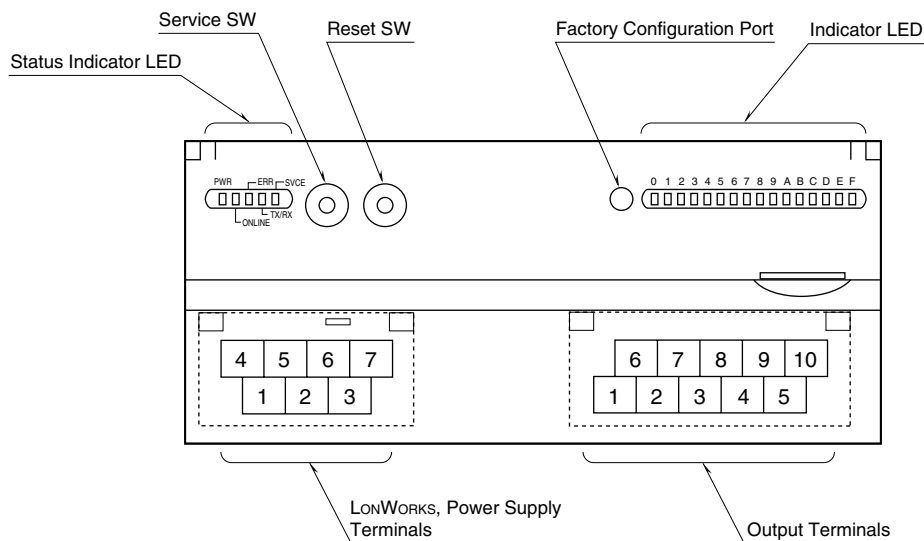 Service SW
Reset SW
Factory Configuration Port
Indicator LED
Status Indicator LED
PWR
ERR
SVCE
ONLINE
TX/RX
0 1 2 3 4 5 6 7 8 9 A B C D E F
4 5 6 7
1 2 3
6 7 8 9 10
1 2 3 4 5
LONWORKS, Power Supply
Terminals
Output Terminals